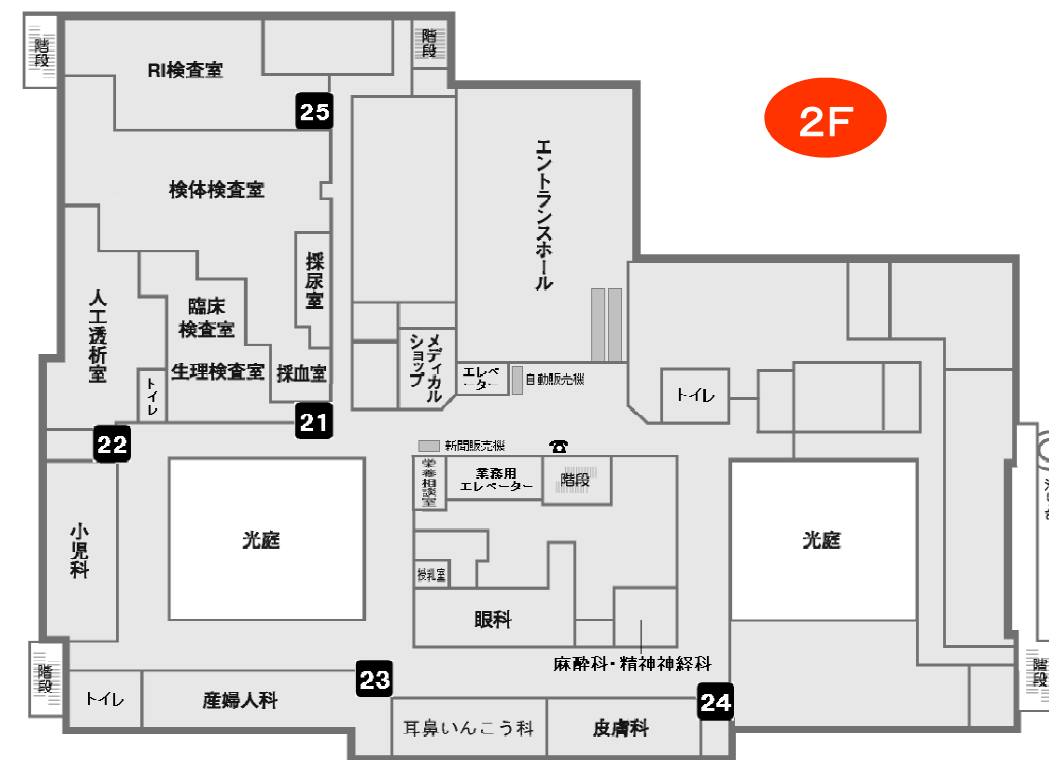 階段
階段
RI検査室
2F
25
エントランスホール
検体検査室
採尿室
人工透析室
臨床
検査室
メディカル
ショップ
生理検査室
採血室
トイレ
エレベ
ーター
自動販売機
トイレ
21
22
新聞販売機
栄養相談室
業務用
エレベーター
階段
小児科
光庭
光庭
授乳室
眼科
麻酔科・精神神経科
階段
階段
23
24
トイレ
産婦人科
耳鼻いんこう科
皮膚科